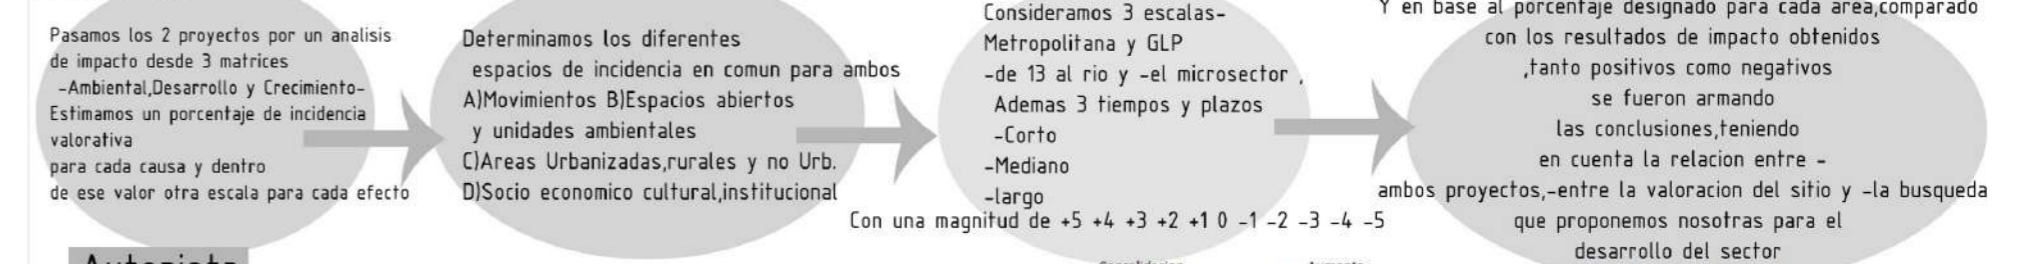 Pasamos los 2 proyectos por un analisis
de impacto desde 3 matrices
-Ambiental,Desarrollo y Crecimiento-
Estimamos un porcentaje de incidencia
valorativa
para cada causa y dentro
de ese valor otra escala para cada efecto
Determinamos los diferentes
espacios de incidencia en comun para ambos
A)Movimientos B)Espacios abiertos
y unidades ambientales
C)Areas Urbanizadas,rurales y no Urb.
D)Socio economico cultural,institucional
Consideramos 3 escalas-
Metropolitana y GLP
-de 13 al rio y -el microsector ,
Ademas 3 tiempos y plazos
-Corto
-Mediano
-largo
Con una magnitud de +5 +4 +3 +2 +1 0 -1 -2 -3 -4 -5
Y en base al porcentaje designado para cada area,comparado
con los resultados de impacto obtenidos
,tanto positivos como negativos
se fueron armando
las conclusiones,teniendo
en cuenta la relacion entre -
ambos proyectos,-entre la valoracion del sitio y -la busqueda
que proponemos nosotras para el
desarrollo del sector
Autopista